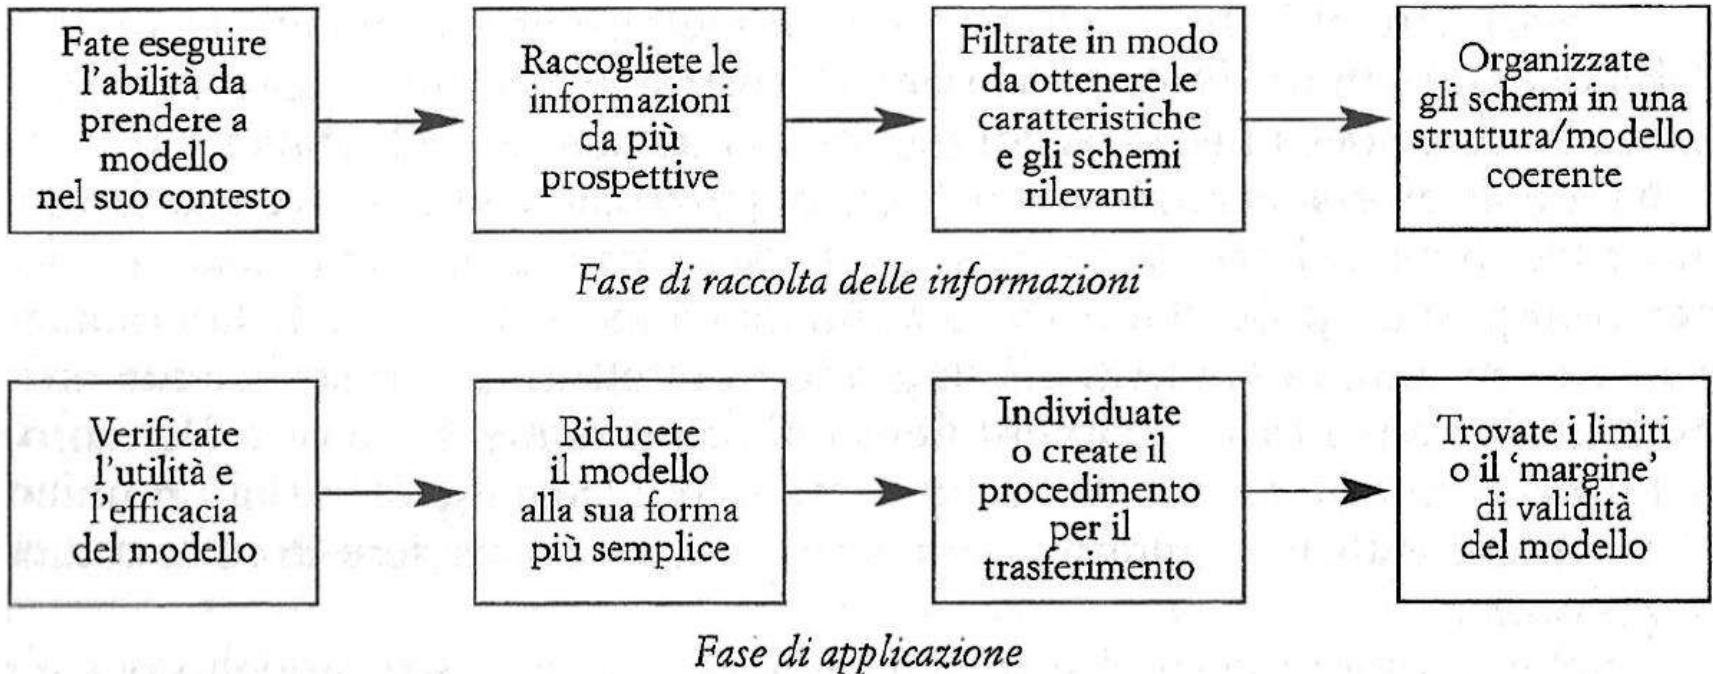 Fate eseguire
l'abilità da
prendere a
modello
nel suo contesto
Raccogliete le
informazioni
da più
prospettive
Filtrate in modo
da ottenere le
caratteristiche
e gli schemi
rilevanti
Organizzate
gli schemi in una
struttura/modello
coerente
Fase di raccolta delle informazioni
Verificate
l'utilità e
l'efficacia
del modello
Riducete
il modello
alla sua forma
più semplice
Individuate
o create il
procedimento
per il
trasferimento
Trovate i limiti
o il ‘margine’
di validità
del modello
Fase di applicazione